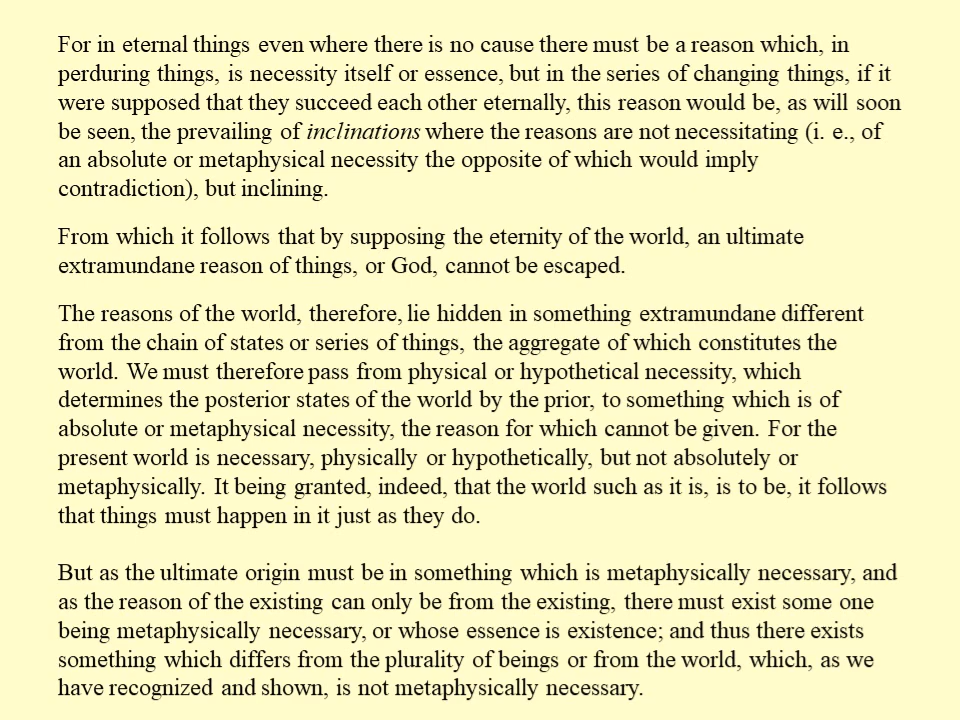 For in eternal things even where there is no cause there must be a reason which, in
perduring things, is necessity itself or essence, but in the series of changing things, if it
were supposed that they succeed each other eternally, this reason would be, as will soon
be seen, the prevailing of inclinations where the reasons are not necessitating (i. e., of
an absolute or metaphysical necessity the opposite of which would imply
contradiction), but inclining.
From which it follows that by supposing the eternity of the world, an ultimate
extramundane reason of things, or God, cannot be escaped.
The reasons of the world, therefore, lie hidden in something extramundane different
from the chain of states or series of things, the aggregate of which constitutes the
world. We must therefore pass from physical or hypothetical necessity, which
determines the posterior states of the world by the prior, to something which is of
absolute or metaphysical necessity, the reason for which cannot be given. For the
present world is necessary, physically or hypothetically, but not absolutely or
metaphysically. It being granted, indeed, that the world such as it is, is to be, it follows
that things must happen in it just as they do.
But as the ultimate origin must be in something which is metaphysically necessary, and
as the reason of the existing can only be from the existing, there must exist some one
being metaphysically necessary, or whose essence is existence; and thus there exists
something which differs from the plurality of beings or from the world, which, as we
have recognized and shown, is not metaphysically necessary.